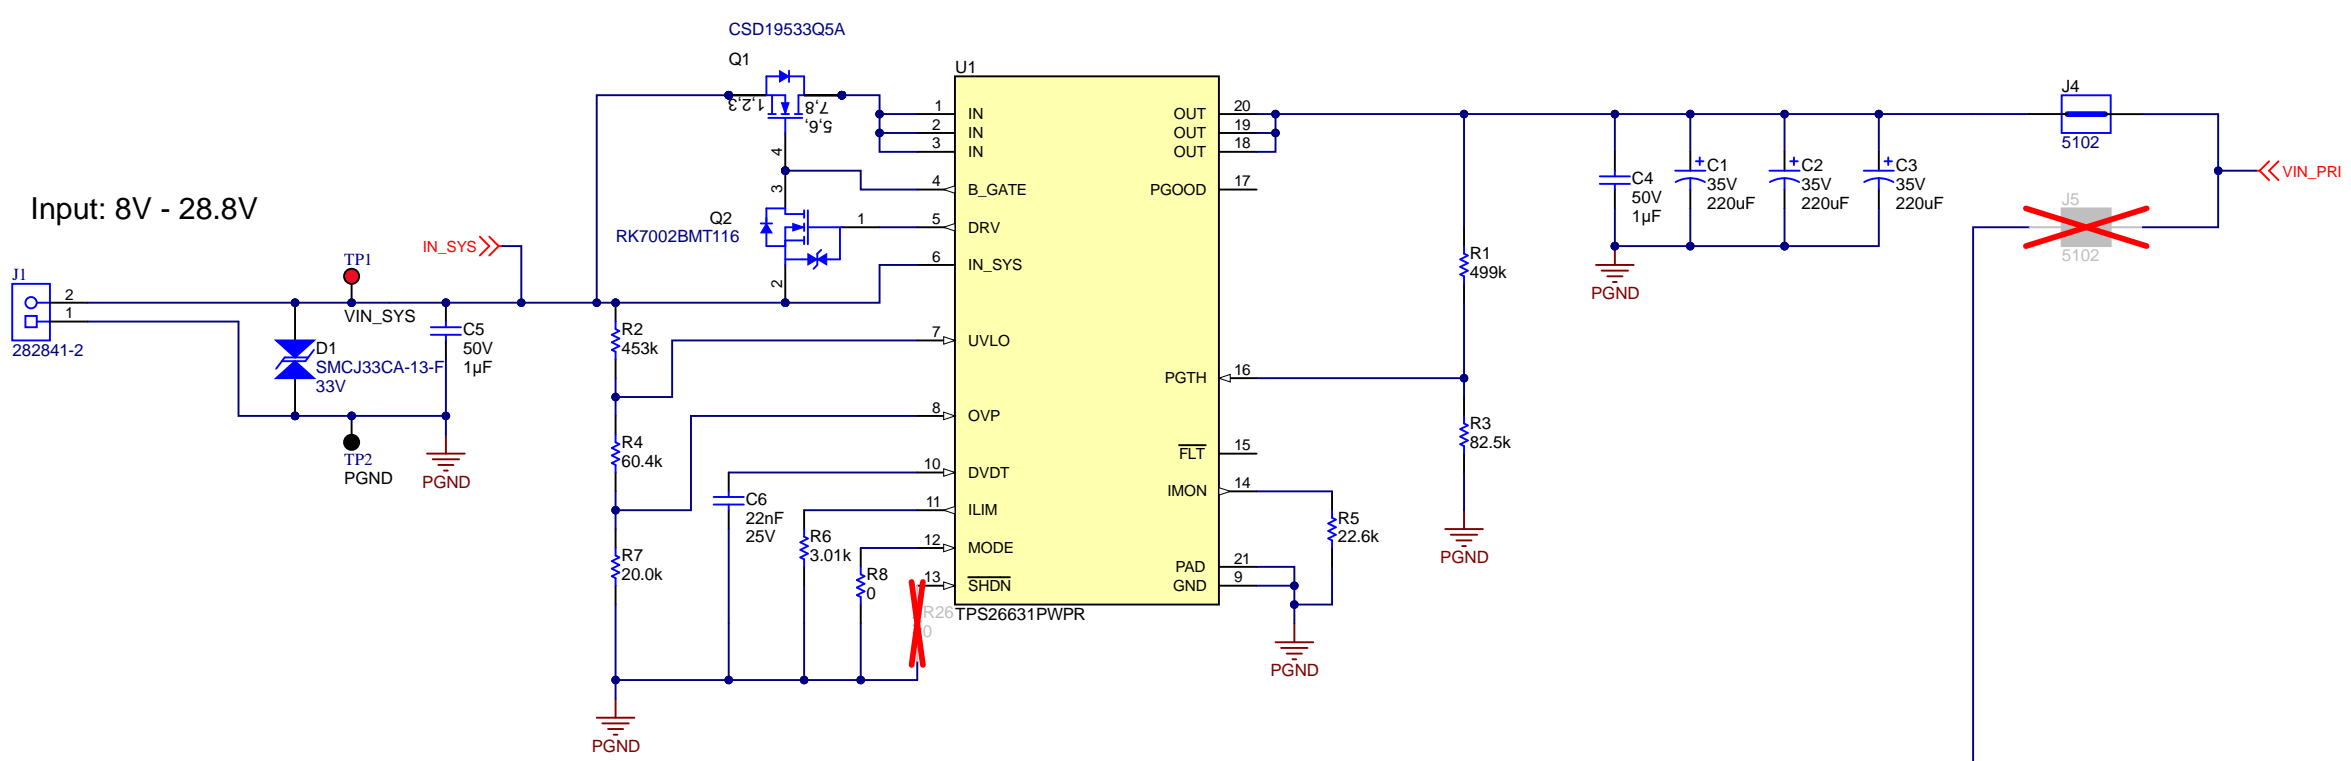 CSD19533Q5A
Q1
1,2,3
7,8
5,6,
4
3
Q2
RK7002BMT116
1
2
Input: 8V - 28.8V
IN_SYS
J1
2
1
282841-2
TP1
VIN_SYS
D1
SMCJ33CA-13-F
33V
C5
50V
1µF
TP2
PGND
PGND
R2
453k
R4
60.4k
R7
20.0k
PGND
C6
22nF
25V
R6
3.01k
R8
0
R26
0
U1
1 IN
2 IN
3 IN
4 B_GATE
5 DRV
6 IN_SYS
7 UVLO
8 OVP
10 DVDT
11 ILIM
12 MODE
13 SHDN
OUT 20
OUT 19
OUT 18
PGOOD 17
PGTH 16
FLT 15
IMON 14
PAD 21
GND 9
TPS26631PWPR
R5
22.6k
PGND
R1
499k
R3
82.5k
PGND
C4
50V
1µF
PGND
C1
35V
220uF
C2
35V
220uF
C3
35V
220uF
J4
5102
J5
5102
VIN_PRI